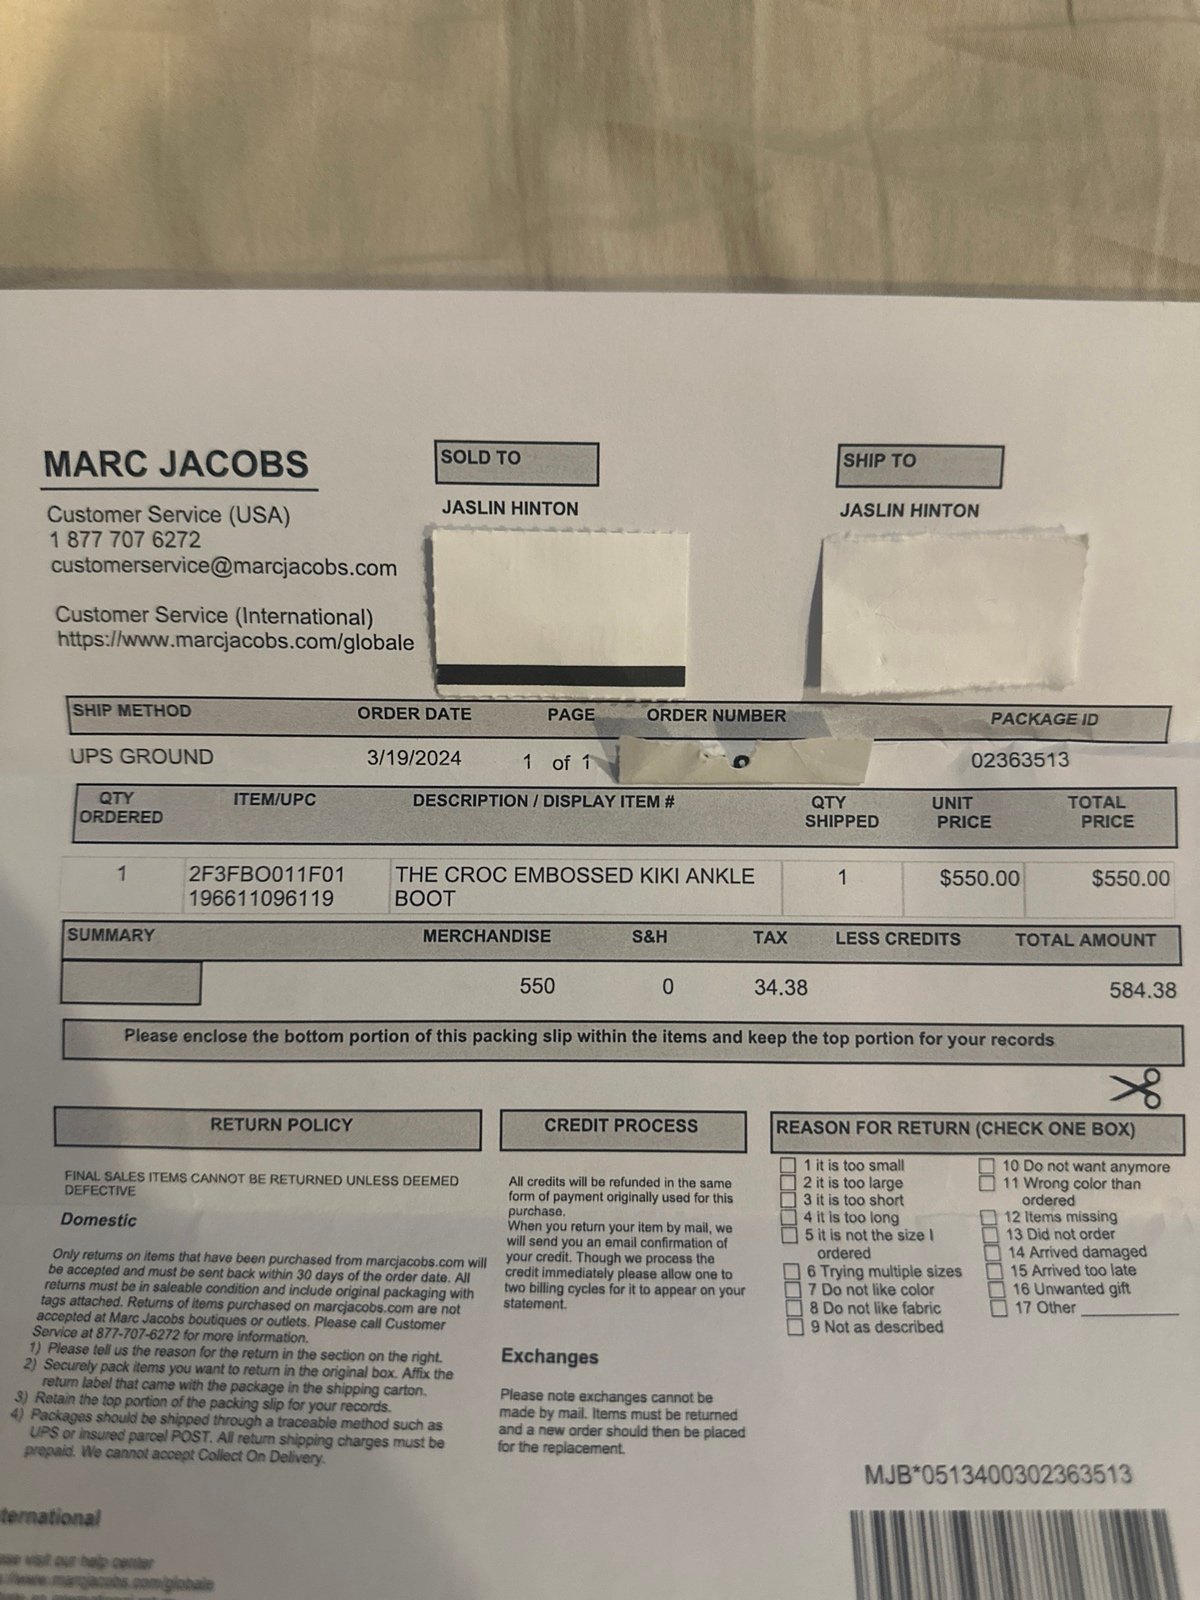 MARC JACOBS
Customer Service (USA)
1 877 707 6272
customerservice@marcjacobs.com
Customer Service (International)
https://www.marcjacobs.com/globale
SOLD TO
JASLIN HINTON
SHIP TO
JASLIN HINTON
SHIP METHOD ORDER DATE PAGE ORDER NUMBER PACKAGE ID
UPS GROUND 3/19/2024 1 of 1 02363513
QTY ORDERED ITEM/UPC DESCRIPTION / DISPLAY ITEM # QTY SHIPPED UNIT PRICE TOTAL PRICE
1 2F3FBO011F01 THE CROC EMBOSSED KIKI ANKLE 1 $550.00 $550.00
196611096119 BOOT
SUMMARY MERCHANDISE S&H TAX LESS CREDITS TOTAL AMOUNT
550 0 34.38 584.38
Please enclose the bottom portion of this packing slip within the items and keep the top portion for your records
RETURN POLICY
FINAL SALES ITEMS CANNOT BE RETURNED UNLESS DEEMED
DEFECTIVE
Domestic
Only returns on items that have been purchased from marcjacobs.com will
be accepted and must be sent back within 30 days of the order date. All
returns must be in saleable condition and include original packaging with
tags attached. Returns of items purchased on marcjacobs.com are not
accepted at Marc Jacobs boutiques or outlets. Please call Customer
Service at 877-707-6272 for more information.
1) Please tell us the reason for the return in the section on the right.
2) Securely pack items you want to return in the original box. Affix the
return label that came with the package in the shipping carton.
3) Retain the top portion of the packing slip for your records.
4) Packages should be shipped through a traceable method such as
UPS or insured parcel POST. All return shipping charges must be
prepaid. We cannot accept Collect On Delivery.
ternational
visit our help center
www.marcjacobs.com/globale
CREDIT PROCESS
All credits will be refunded in the same
form of payment originally used for this
purchase.
When you return your item by mail, we
will send you an email confirmation of
your credit. Though we process the
credit immediately please allow one to
two billing cycles for it to appear on your
statement.
Exchanges
Please note exchanges cannot be
made by mail. Items must be returned
and a new order should then be placed
for the replacement.
REASON FOR RETURN (CHECK ONE BOX)
1 it is too small
2 it is too large
3 it is too short
4 it is too long
5 it is not the size I
ordered
6 Trying multiple sizes
7 Do not like color
8 Do not like fabric
9 Not as described
10 Do not want anymore
11 Wrong color than
ordered
12 Items missing
13 Did not order
14 Arrived damaged
15 Arrived too late
16 Unwanted gift
17 Other
MJB*0513400302363513